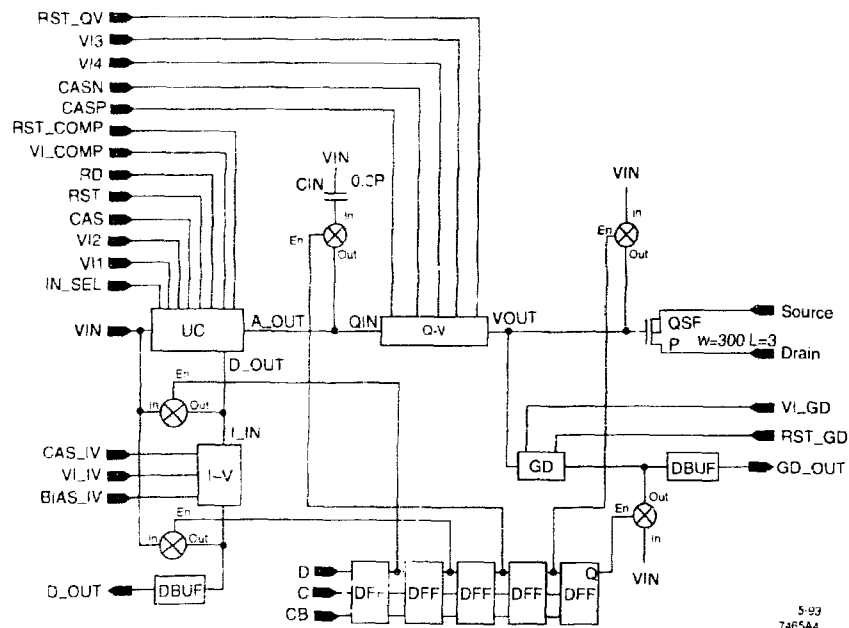 RST_QV
VI3
VI4
CASN
CASP
RST_COMP
VI_COMP
RD
RST
CAS
VI2
VI1
IN_SEL
VIN
UC
A_OUT
D_OUT
VIN
CIN
In
En
Out
QIN
Q-V
VOUT
VIN
In
En
Out
QSF
P
W=300 L=3
Source
Drain
En
In
Out
I_IN
CAS_IV
VI_IV
BIAS_IV
I-V
En
In
Out
D_OUT
DBUF
VI_GD
RST_GD
GD
DBUF
GD_OUT
Out
En
In
VIN
D
C
CB
DFF
DFF
DFF
DFF
DFF
Q
5-93
7465A4